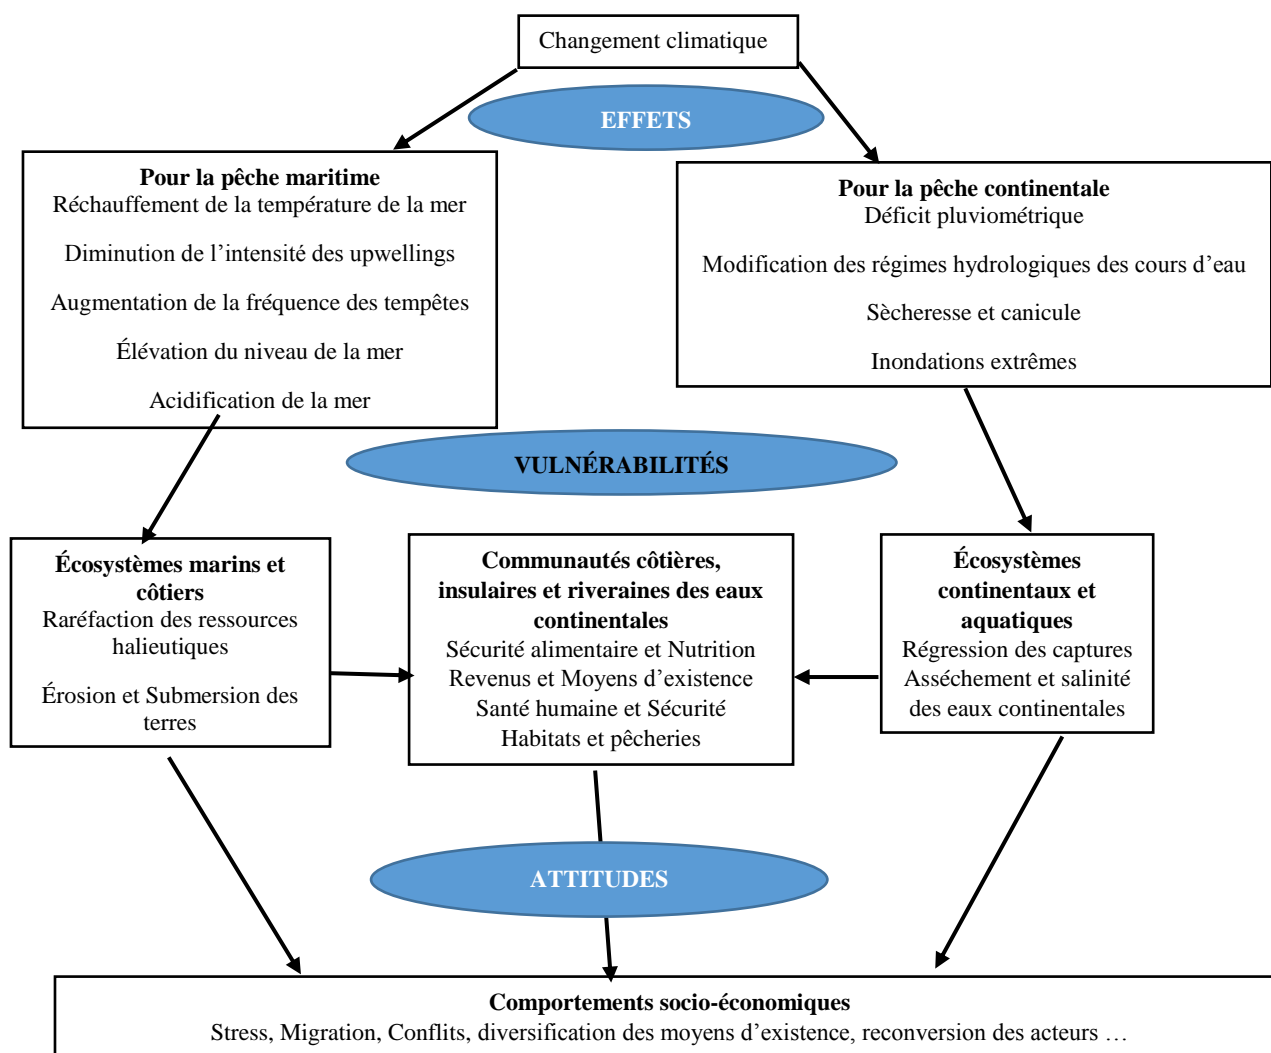 Changement climatique
EFFETS
Pour la pêche maritime
Réchauffement de la température de la mer
Diminution de l’intensité des upwellings
Augmentation de la fréquence des tempêtes
Élévation du niveau de la mer
Acidification de la mer
Pour la pêche continentale
Déficit pluviométrique
Modification des régimes hydrologiques des cours d’eau
Sècheresse et canicule
Inondations extrêmes
VULNÉRABILITÉS
Écosystèmes marins et
côtiers
Raréfaction des ressources
halieutiques
Érosion et Submersion des
terres
Communautés côtières,
insulaires et riveraines des eaux
continentales
Sécurité alimentaire et Nutrition
Revenus et Moyens d’existence
Santé humaine et Sécurité
Habitats et pêcheries
Écosystèmes
continentaux et
aquatiques
Régression des captures
Asséchement et salinité
des eaux continentales
ATTITUDES
Comportements socio-économiques
Stress, Migration, Conflits, diversification des moyens d’existence, reconversion des acteurs …